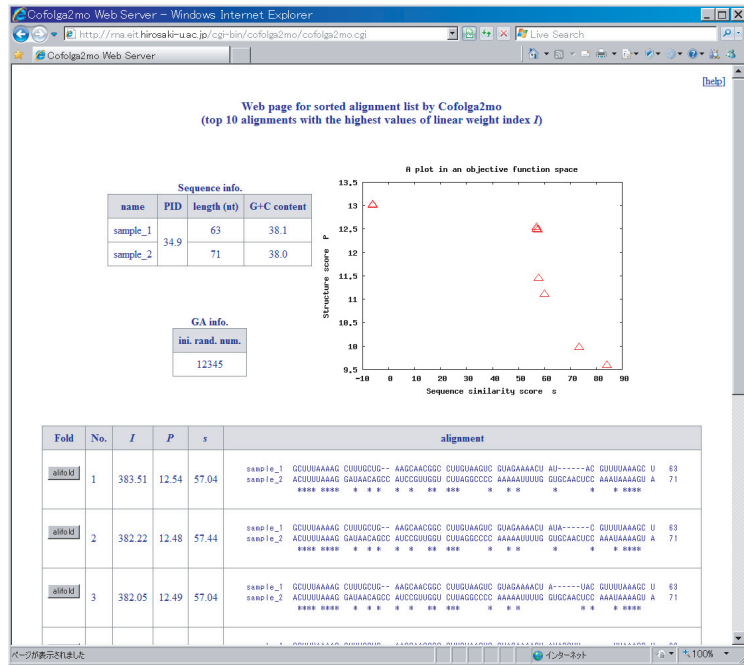 Cofolga2mo Web Server - Windows Internet Explorer
http://rna.eit.hirosaki-u.ac.jp/cgi-bin/cofolga2mo/cofolga2mo.cgi
Live Search
Cofolga2mo Web Server
[help]
Web page for sorted alignment list by Cofolga2mo
(top 10 alignments with the highest values of linear weight index I)
Sequence info.
name PID length (nt) G+C content
sample_1 34.9 63 38.1
sample_2 71 38.0
GA info.
ini. rand. num.
12345
A plot in an objective function space
13.5
13
12.5
12
11.5
11
10.5
10
9.5
Structure score P
-10 0 10 20 30 40 50 60 70 80 90
Sequence similarity score s
Fold No. I P s alignment
alifold 1 383.51 12.54 57.04
sample_1 GCUUUAAAAG CUUUGCUG-- AAGCAACGGC CUUGUAAGUC GUAGAAAACU AU------AC GUUUUAAAGC U 63
sample_2 ACUUUUAAAG GAUAACAGCC AUCCGUUGGU CUUAGGCCCC AAAAAUUUUG GUGCAACUCC AAAUAAAAGU A 71
**** **** * * * * * ** *** * * * * * * ****
alifold 2 382.22 12.48 57.44
sample_1 GCUUUAAAAG CUUUGCUG-- AAGCAACGGC CUUGUAAGUC GUAGAAAACU AUA------C GUUUUAAAGC U 63
sample_2 ACUUUUAAAG GAUAACAGCC AUCCGUUGGU CUUAGGCCCC AAAAAUUUUG GUGCAACUCC AAAUAAAAGU A 71
**** **** * * * * * ** *** * * * * * * ****
alifold 3 382.05 12.49 57.04
sample_1 GCUUUAAAAG CUUUGCUG-- AAGCAACGGC CUUGUAAGUC GUAGAAAACU A------UAC GUUUUAAAGC U 63
sample_2 ACUUUUAAAG GAUAACAGCC AUCCGUUGGU CUUAGGCCCC AAAAAUUUUG GUGCAACUCC AAAUAAAAGU A 71
**** **** * * * * * ** *** * * * * * * ****
ページが表示されました
インターネット
100%